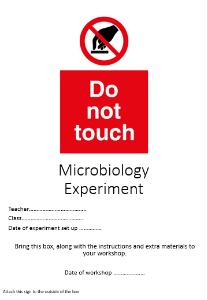 Do
not
touch
Microbiology
Experiment
Teacher....................................
Class.......................................
Date of experiment set up ..............
Bring this box, along with the instructions and extra materials to
your workshop.
Date of workshop ....................
Attach this sign to the outside of the box